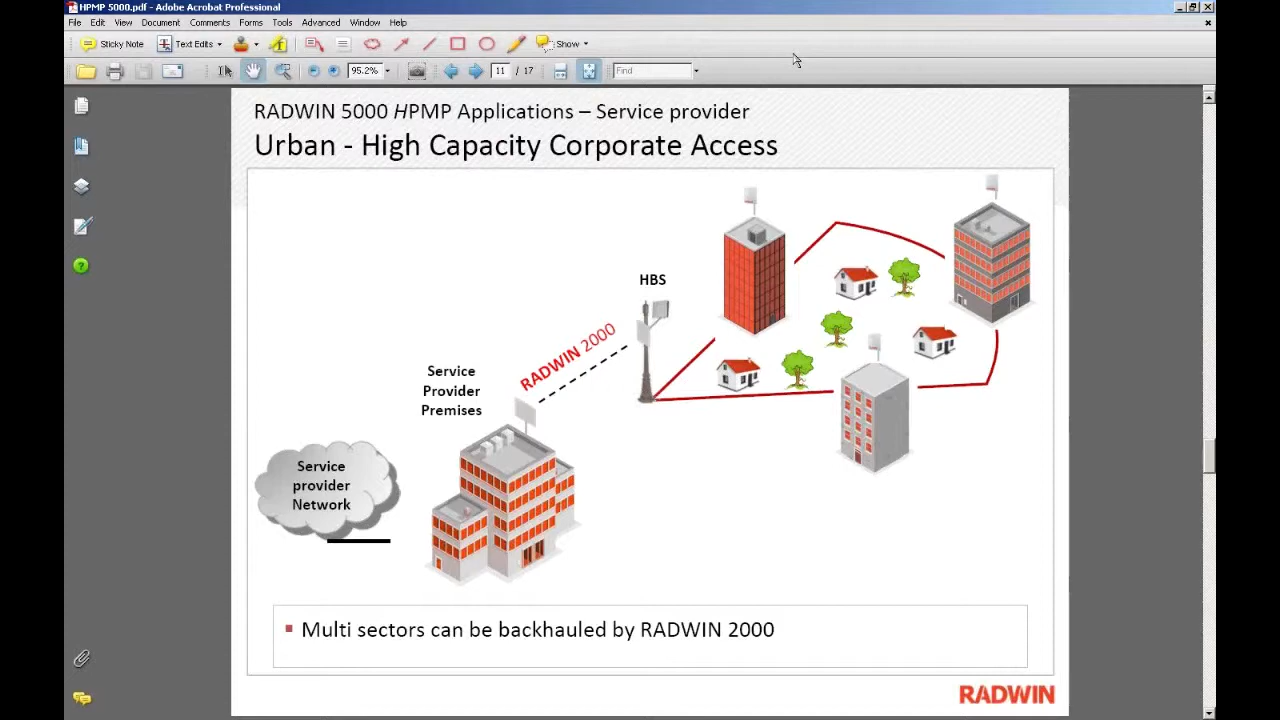 HPMP 5000.pdf - Adobe Acrobat Professional
File Edit View Document Comments Forms Tools Advanced Window Help
Sticky Note Text Edits Show
95.2% 11 / 17 Find
RADWIN 5000 HPMP Applications – Service provider
Urban - High Capacity Corporate Access
HBS
RADWIN 2000
Service
Provider
Premises
Service
provider
Network
Multi sectors can be backhauled by RADWIN 2000
RADWIN